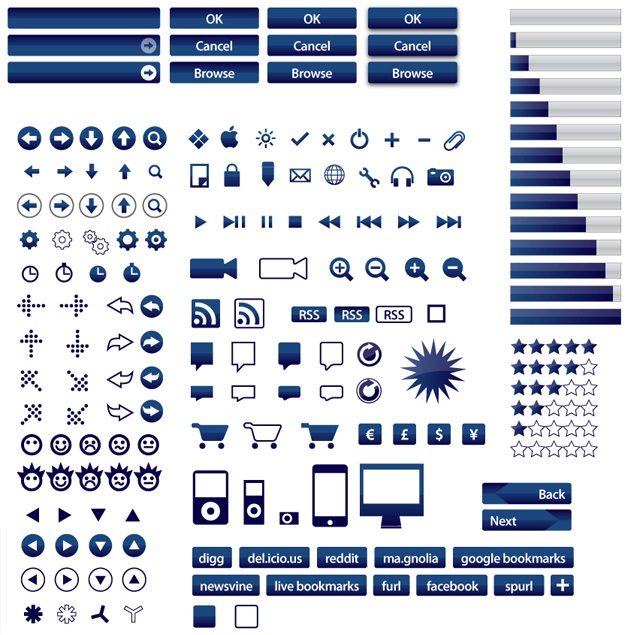 OK OK OK
Cancel Cancel Cancel
Browse Browse Browse
RSS RSS RSS
€ £ $ ¥
Back
Next
digg del.icio.us reddit ma.gnolia google bookmarks
newsvine live bookmarks furl facebook spurl +